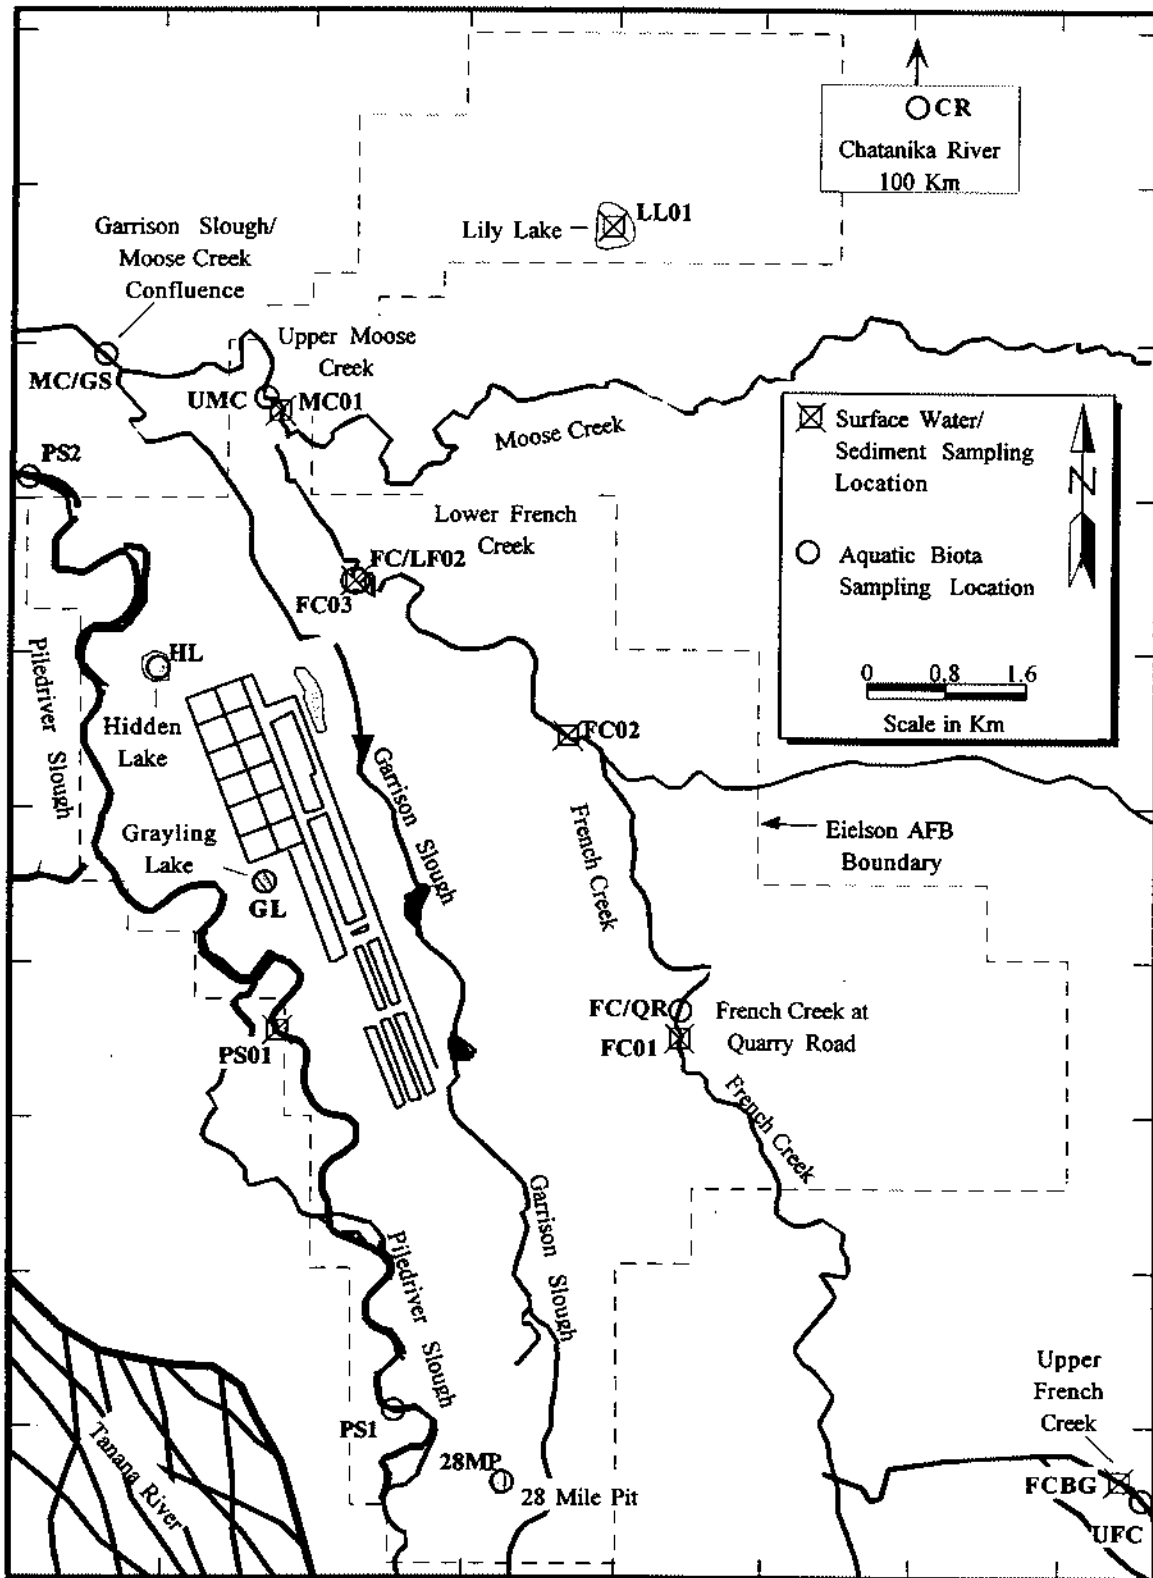 CR
Chatanika River
100 Km
LL01
Lily Lake
Garrison Slough/
Moose Creek
Confluence
Upper Moose
Creek
MC/GS
UMC
MC01
Moose Creek
PS2
Lower French
Creek
FC/LF02
FC03
Surface Water/
Sediment Sampling
Location
N
Aquatic Biota
Sampling Location
0 0.8 1.6
Scale in Km
HL
Hidden
Lake
Piledriver Slough
FC02
Garrison Slough
French Creek
Grayling
Lake
GL
Eielson AFB
Boundary
FC/QR
French Creek at
Quarry Road
FC01
PS01
French Creek
Garrison Slough
Piledriver Slough
PS1
28MP
28 Mile Pit
Tanana River
Upper
French
Creek
FCBG
UFC